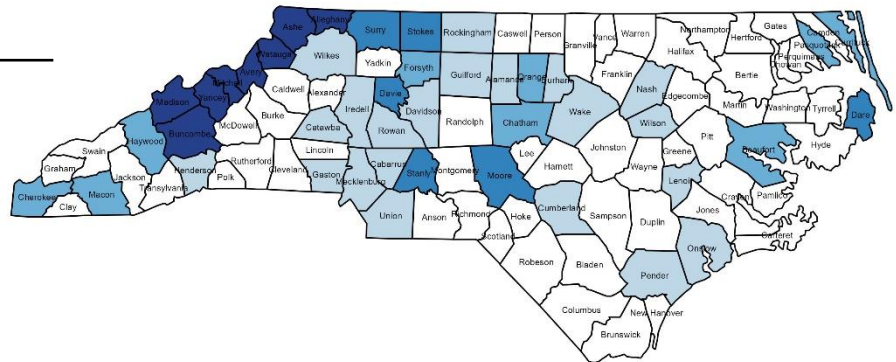 Ashe
Alleghany
Surry
Stokes
Rockingham
Caswell
Person
Granville
Vance
Warren
Northampton
Gates
Hertford
Camden
Pasquotank
Currituck
Perquimans
Chowan
Halifax
Watauga
Wilkes
Yadkin
Forsyth
Guilford
Alamance
Orange
Durham
Franklin
Nash
Edgecombe
Bertie
Martin
Washington
Tyrrell
Dare
Avery
Mitchell
Yancey
Madison
Caldwell
Alexander
Iredell
Davie
Davidson
Randolph
Chatham
Wake
Wilson
Pitt
Beaufort
Hyde
Buncombe
McDowell
Burke
Catawba
Rowan
Haywood
Swain
Graham
Jackson
Henderson
Transylvania
Polk
Rutherford
Cleveland
Lincoln
Gaston
Mecklenburg
Cabarrus
Stanly
Montgomery
Moore
Lee
Harnett
Johnston
Wayne
Greene
Lenoir
Craven
Pamlico
Cherokee
Clay
Macon
Union
Anson
Richmond
Scotland
Hoke
Cumberland
Sampson
Duplin
Jones
Carteret
Onslow
Robeson
Bladen
Pender
Columbus
New Hanover
Brunswick